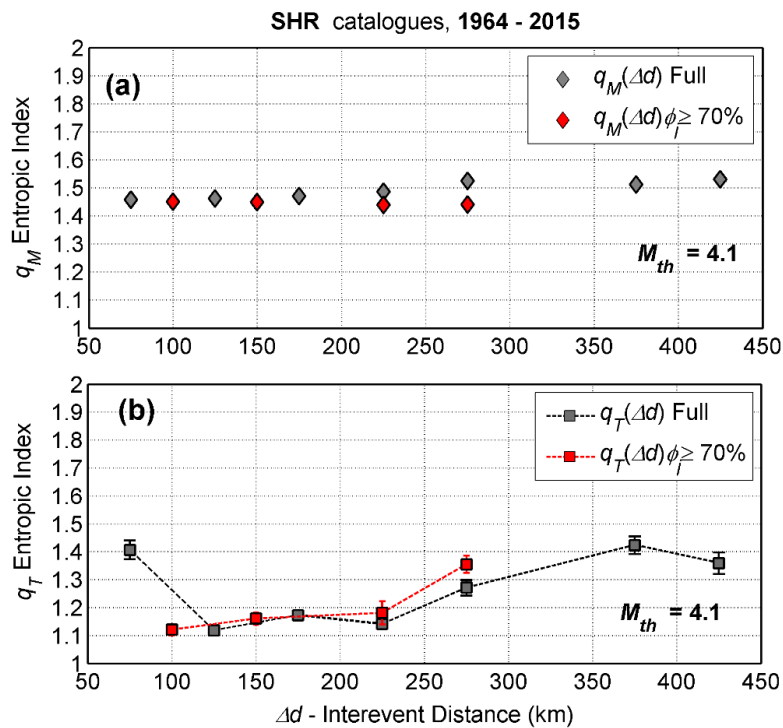 SHR catalogues, 1964 - 2015
(a)
q_M(Δd) Full
q_M(Δd) ϕ_I ≥ 70%
M_th = 4.1
q_M Entropic Index
2
1.9
1.8
1.7
1.6
1.5
1.4
1.3
1.2
1.1
1
50 100 150 200 250 300 350 400 450
(b)
q_T(Δd) Full
q_T(Δd) ϕ_I ≥ 70%
M_th = 4.1
q_T Entropic Index
2
1.9
1.8
1.7
1.6
1.5
1.4
1.3
1.2
1.1
1
50 100 150 200 250 300 350 400 450
Δd - Interevent Distance (km)